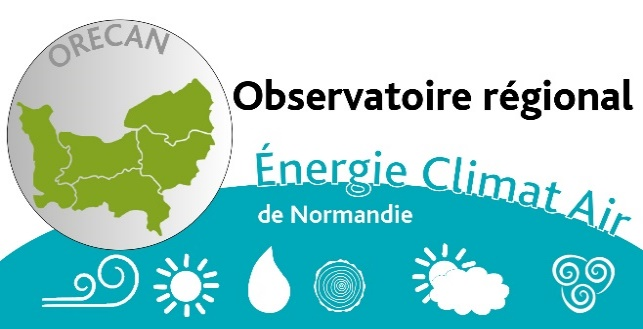 ORECAN
Observatoire régional
Énergie Climat Air
de Normandie